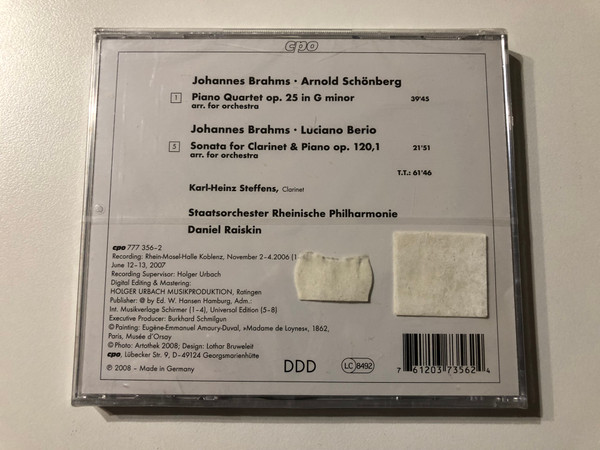 cpo
Johannes Brahms · Arnold Schönberg
1 Piano Quartet op. 25 in G minor 39'45
arr. for orchestra
Johannes Brahms · Luciano Berio
5 Sonata for Clarinet & Piano op. 120,1 21'51
arr. for orchestra
T.T.: 61'46
Karl-Heinz Steffens, Clarinet
Staatsorchester Rheinische Philharmonie
Daniel Raiskin
cpo 777 356–2
Recording: Rhein-Mosel-Halle Koblenz, November 2–4.2006 (1
June 12–13, 2007
Recording Supervisor: Holger Urbach
Digital Editing & Mastering:
HOLGER URBACH MUSIKPRODUKTION, Ratingen
Publisher: @ by Ed. W. Hansen Hamburg, Adm.
Int. Musikverlage Schirmer (1–4), Universal Edition (5–8)
Executive Producer: Burkhard Schmilgun
© Painting: Eugène-Emmanuel Amaury-Duval, »Madame de Loynes«, 1862,
Paris, Musée d'Orsay
© Photo: Artothek 2008; Design: Lothar Bruweleit
cpo, Lübecker Str. 9, D–49124 Georgsmarienhütte
℗ 2008 – Made in Germany
DDD
LC 8492
7 61203 73562 4